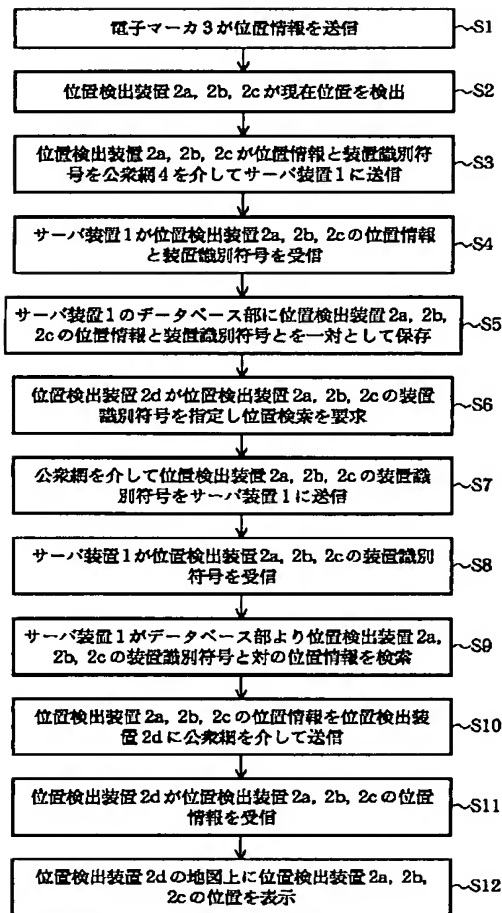 電子マーカ3が位置情報を送信
S1
位置検出装置2a, 2b, 2cが現在位置を検出
S2
位置検出装置2a, 2b, 2cが位置情報と装置識別符
号を公衆網4を介してサーバ装置1に送信
S3
サーバ装置1が位置検出装置2a, 2b, 2cの位置情報
と装置識別符号を受信
S4
サーバ装置1のデータベース部に位置検出装置2a, 2b,
2cの位置情報と装置識別符号とを一対として保存
S5
位置検出装置2dが位置検出装置2a, 2b, 2cの装置
識別符号を指定し位置検索を要求
S6
公衆網を介して位置検出装置2a, 2b, 2cの装置識
別符号をサーバ装置1に送信
S7
サーバ装置1が位置検出装置2a, 2b, 2cの装置識別
符号を受信
S8
サーバ装置1がデータベース部より位置検出装置2a,
2b, 2cの装置識別符号と対の位置情報を検索
S9
位置検出装置2a, 2b, 2cの位置情報を位置検出装
置2dに公衆網を介して送信
S10
位置検出装置2dが位置検出装置2a, 2b, 2cの位置
情報を受信
S11
位置検出装置2dの地図上に位置検出装置2a, 2b,
2cの位置を表示
S12